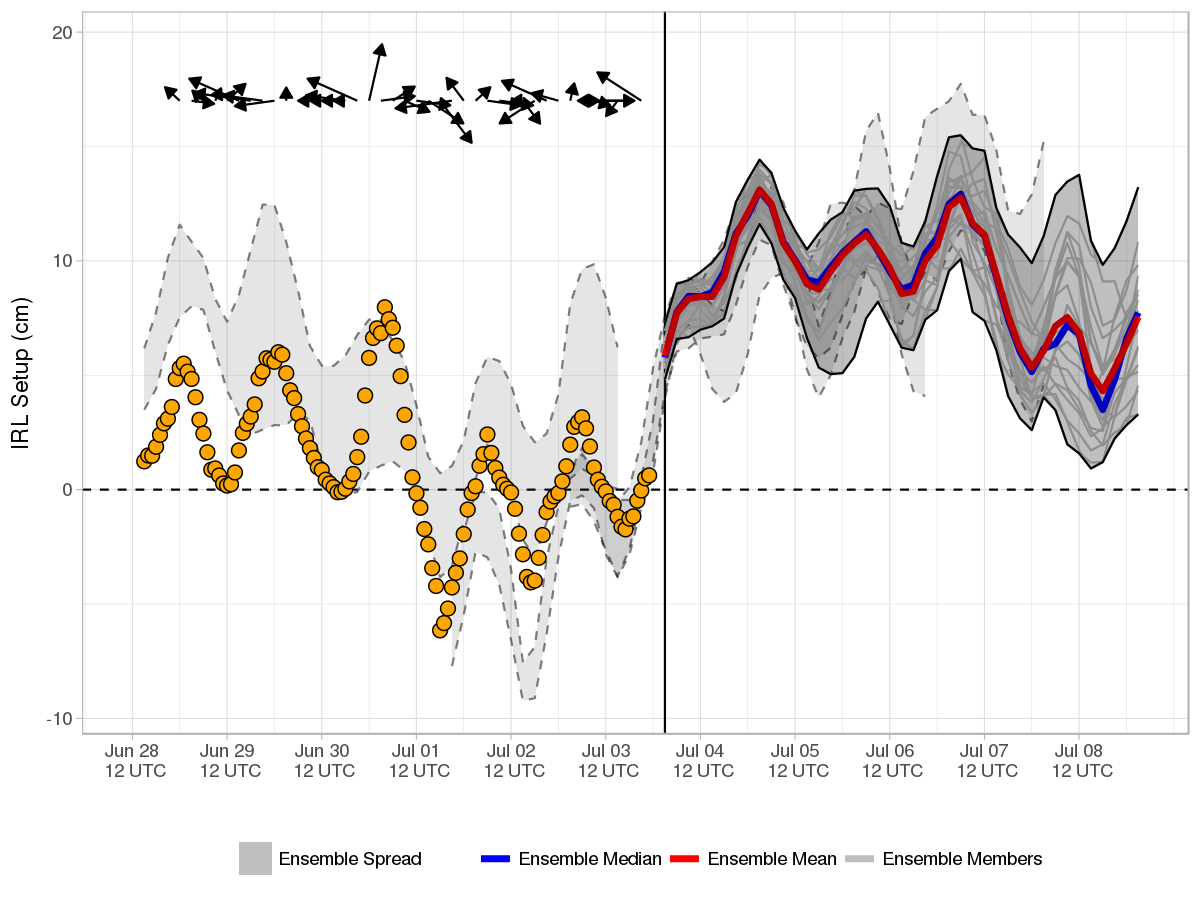 IRL Setup (cm)
20
10
0
-10
Jun 28 Jun 29 Jun 30 Jul 01 Jul 02 Jul 03 Jul 04 Jul 05 Jul 06 Jul 07 Jul 08
12 UTC 12 UTC 12 UTC 12 UTC 12 UTC 12 UTC 12 UTC 12 UTC 12 UTC 12 UTC 12 UTC
Ensemble Spread Ensemble Median Ensemble Mean Ensemble Members